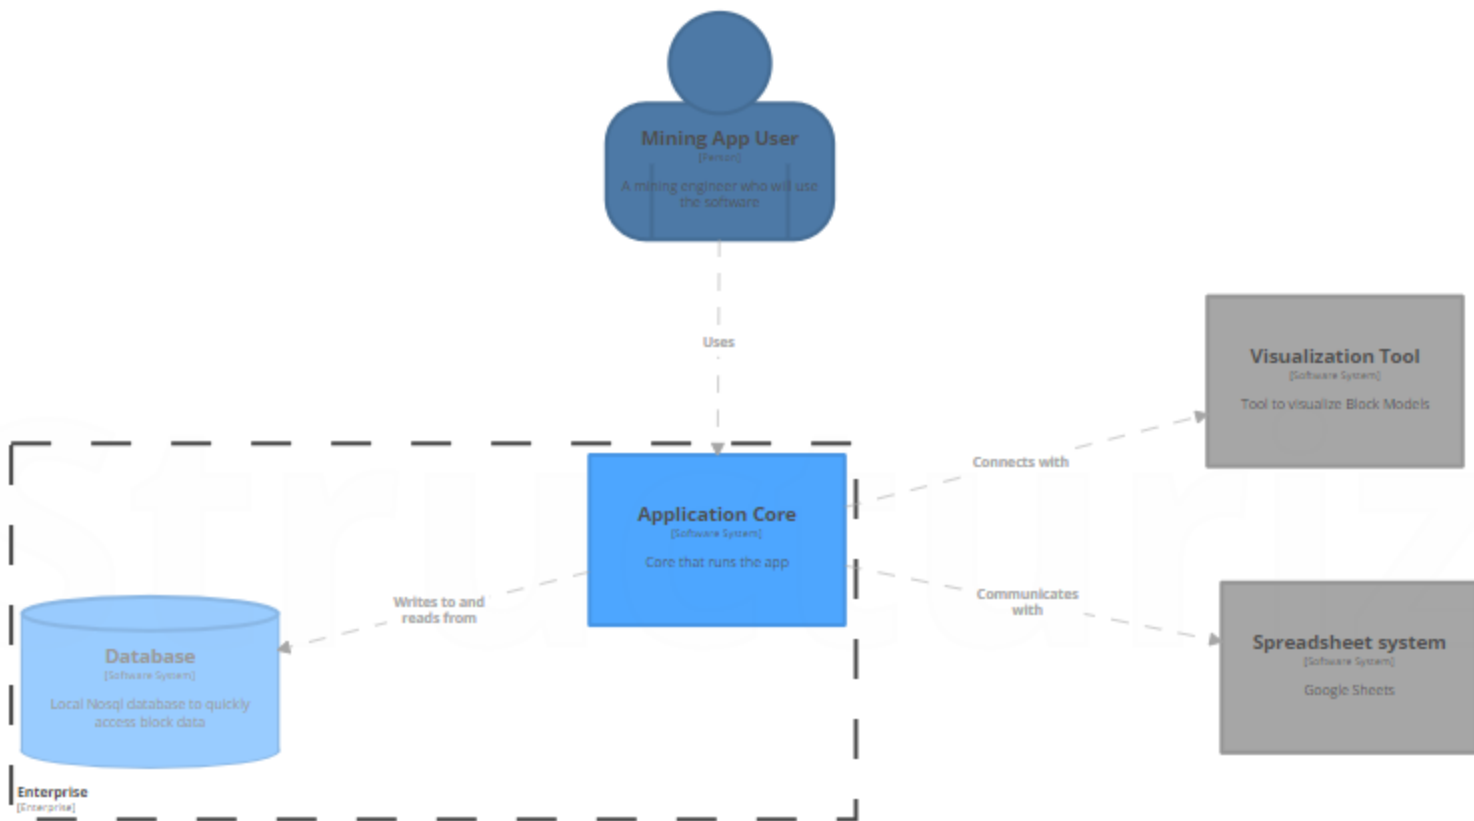 Mining App User
[Person]
A mining engineer who will use
the software
Uses
Visualization Tool
[Software System]
Tool to visualize Block Models
Connects with
Application Core
[Software System]
Core that runs the app
Communicates
with
Writes to and
reads from
Spreadsheet system
[Software System]
Google Sheets
Database
[Software System]
Local Nosql database to quickly
access block data
Enterprise
[Enterprise]
Structuriz